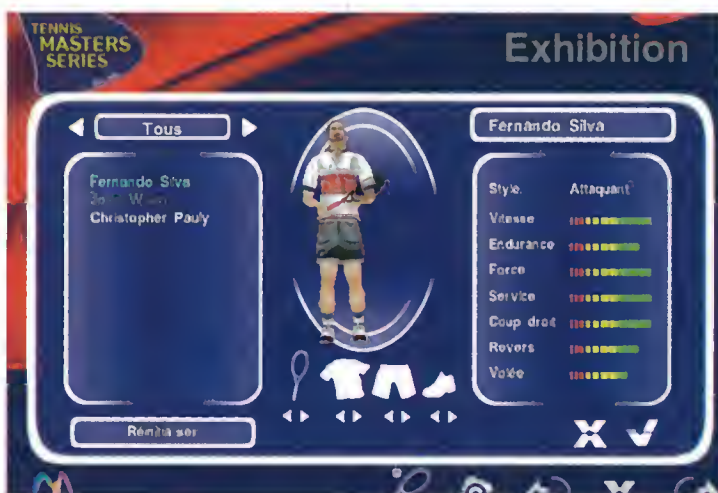 TENNIS
MASTERS
SERIES
Exhibition
Tous
Fernando Silva
Christopher Pauly
Fernando Silva
Style Attaquant
Vitesse
Endurance
Force
Service
Coup droit
Revers
Volée